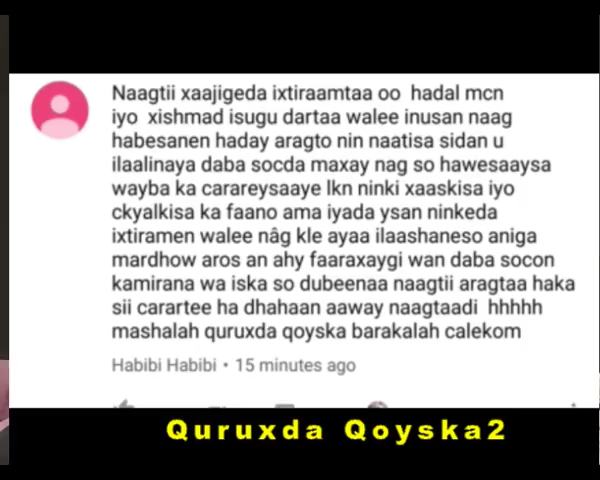 Naagtii xaajigeda ixtiraamtaa oo hadal mcn
iyo xishmad isugu dartaa walee inusan naag
habesanen haday aragto nin naatisa sidan u
ilaalinaya daba socda maxay nag so hawesaaysa
wayba ka carareysaaye lkn ninki xaaskisa iyo
ckyalkisa ka faano ama iyada ysan ninkeda
ixtiramen walee nâg kle ayaa ilaashaneso aniga
mardhow aros an ahy faaraxaygi wan daba socon
kamirana wa iska so dubeenaa naagtii aragtaa haka
sii carartee ha dhahaan aaway naagtaadi hhhhh
mashalah quruxda qoyska barakalah calekom
Habibi Habibi • 15 minutes ago
Quruxda Qoyska2